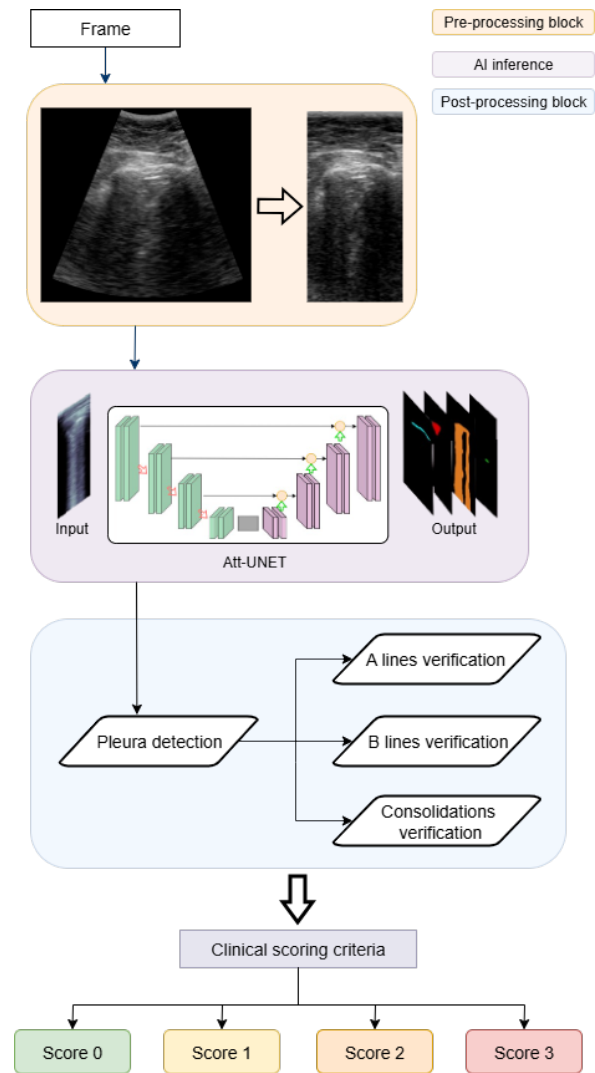 Frame
Pre-processing block
AI inference
Post-processing block
Input
Output
Att-UNET
A lines verification
Pleura detection
B lines verification
Consolidations
verification
Clinical scoring criteria
Score 0
Score 1
Score 2
Score 3